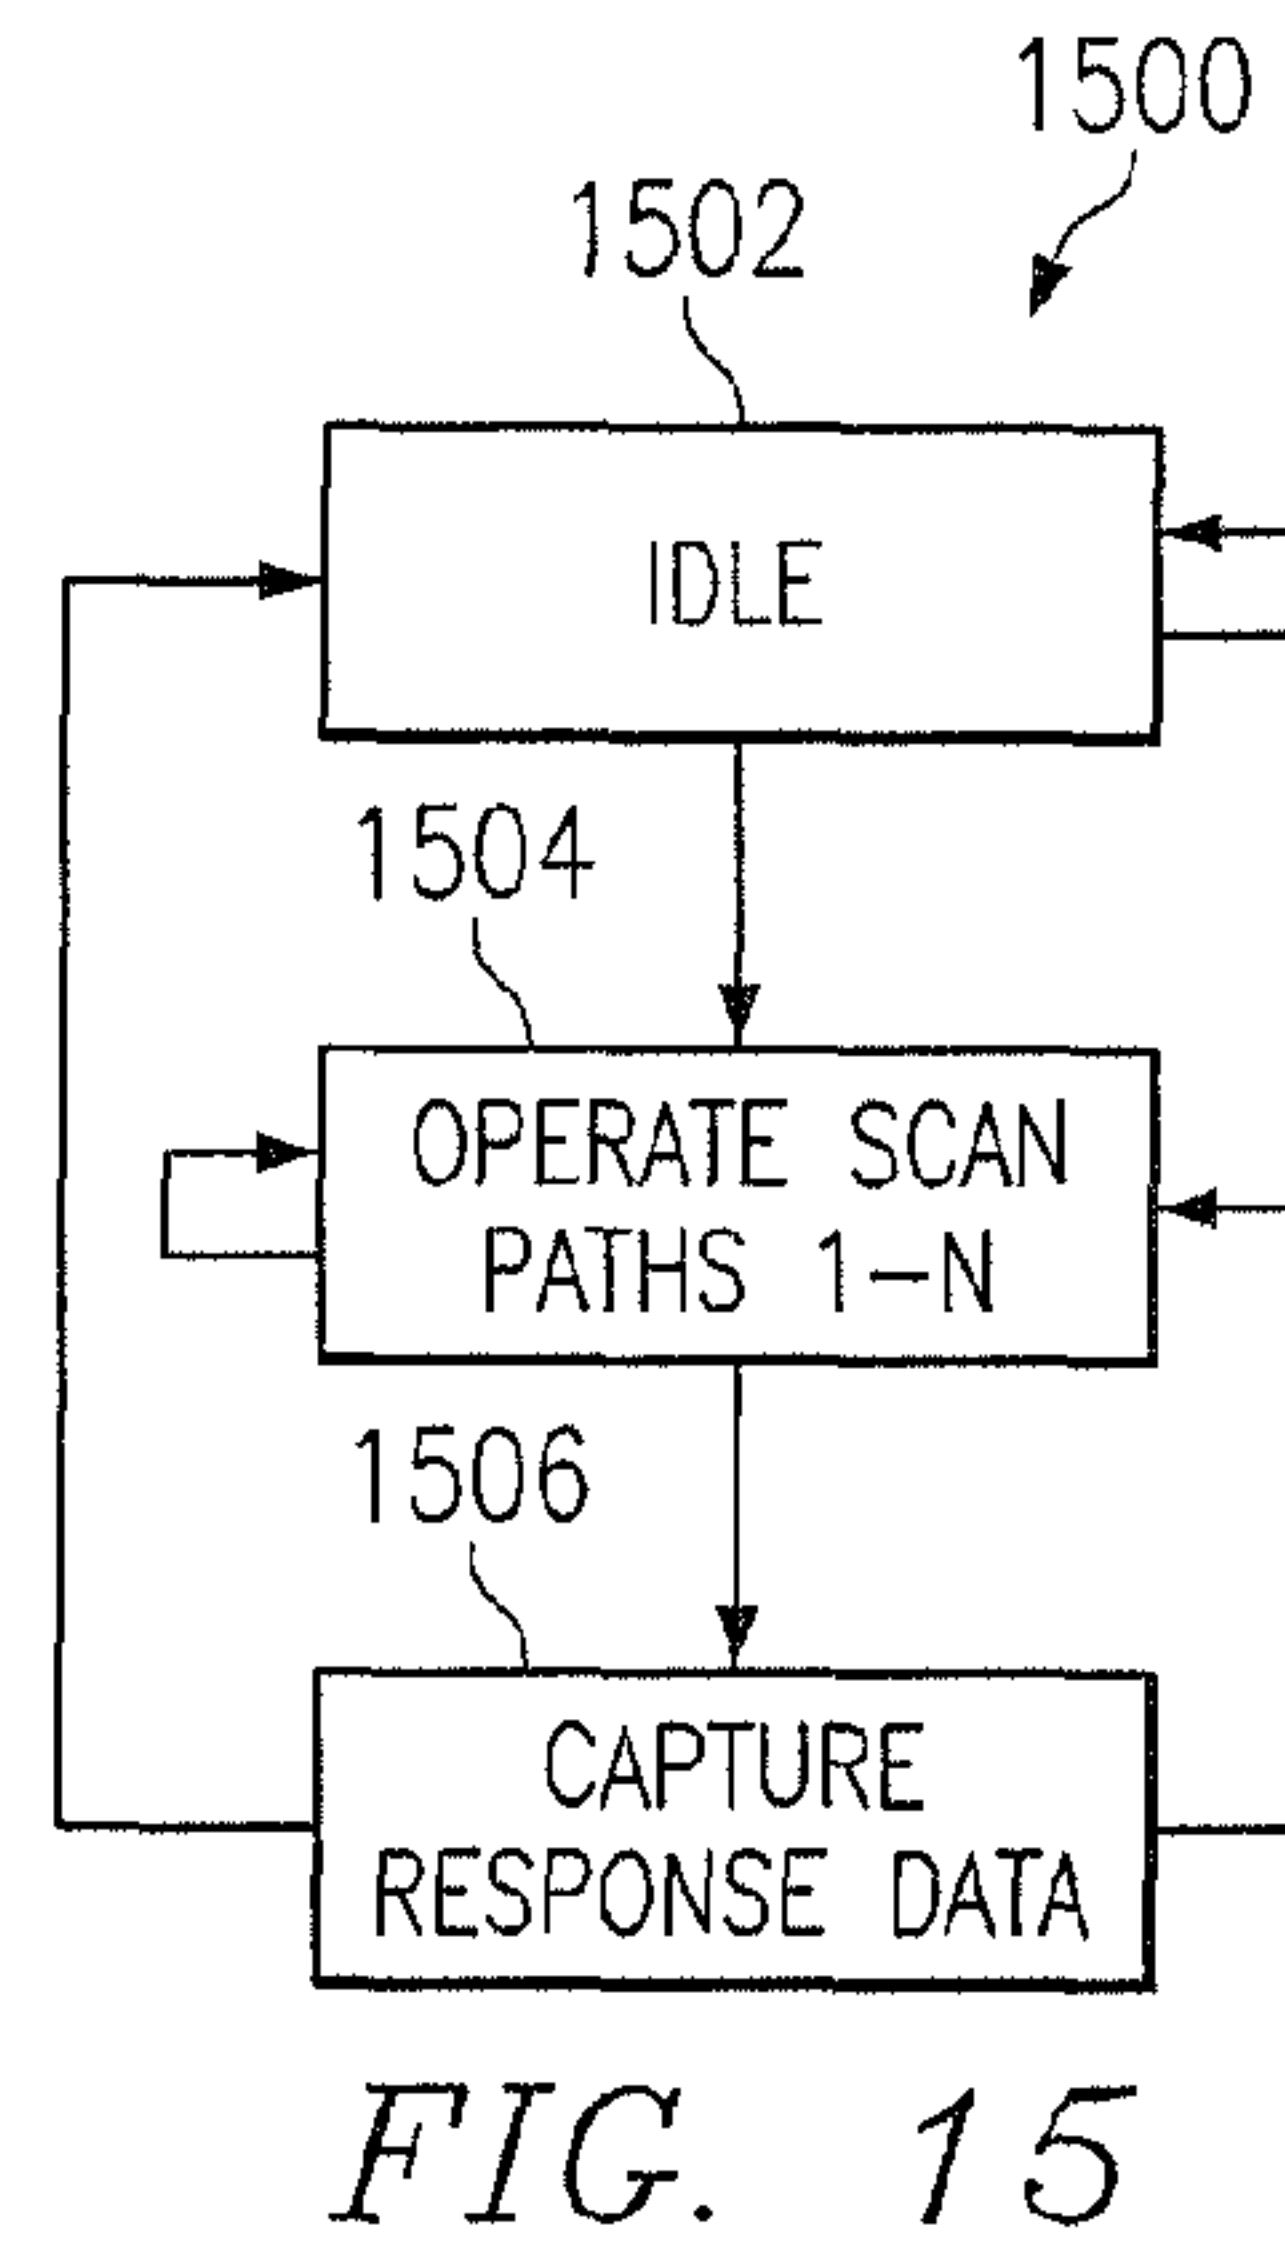 1500
1502
IDLE
1504
OPERATE SCAN
PATHS 1-N
1506
CAPTURE
RESPONSE DATA
FIG. 15